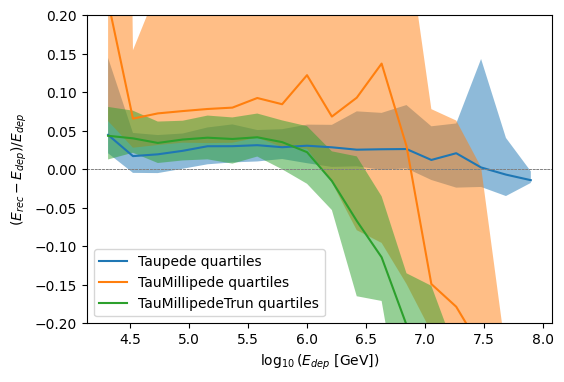 0.20
0.15
0.10
0.05
0.00
−0.05
−0.10
−0.15
−0.20
(E_rec − E_dep)/E_dep
Taupede quartiles
TauMillipede quartiles
TauMillipedeTrun quartiles
4.5 5.0 5.5 6.0 6.5 7.0 7.5 8.0
log₁₀(E_dep [GeV])